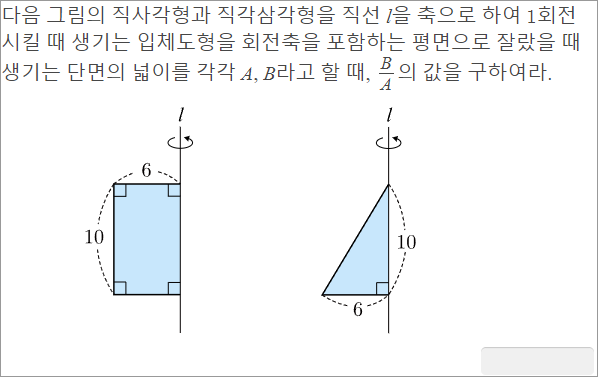 다음 그림의 직사각형과 직각삼각형을 직선 l을 축으로 하여 1회전
시킬 때 생기는 입체도형을 회전축을 포함하는 평면으로 잘랐을 때
생기는 단면의 넓이를 각각 A, B라고 할 때, B/A의 값을 구하여라.
l
l
6
10
10
6